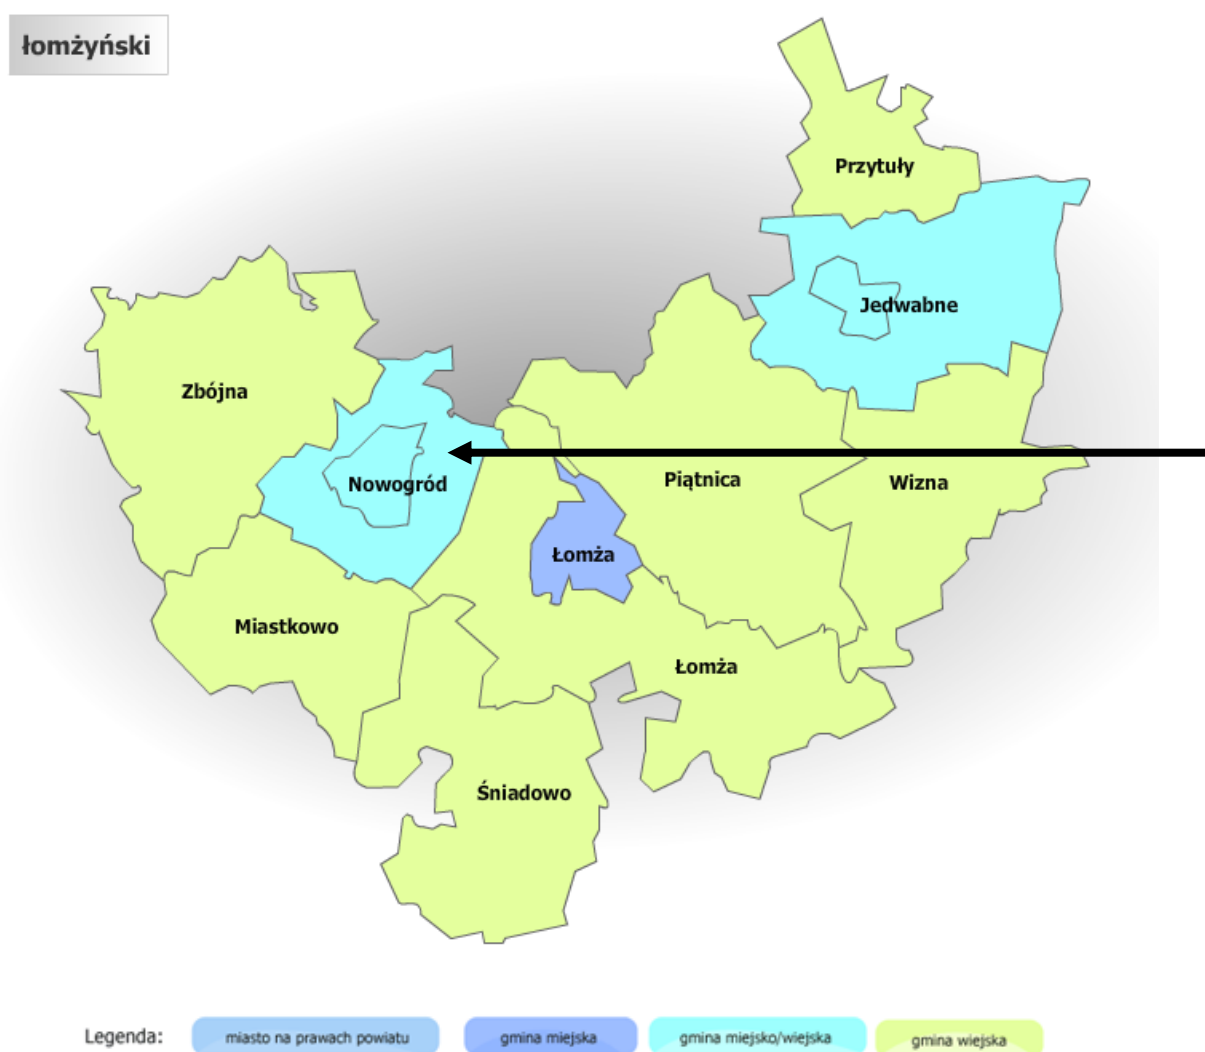 łomżyński
Przytuły
Jedwabne
Zbójna
Nowogród
Piątnica
Wizna
Łomża
Miastkowo
Łomża
Śniadowo
Legenda: miasto na prawach powiatu gmina miejska gmina miejsko/wiejska gmina wiejska